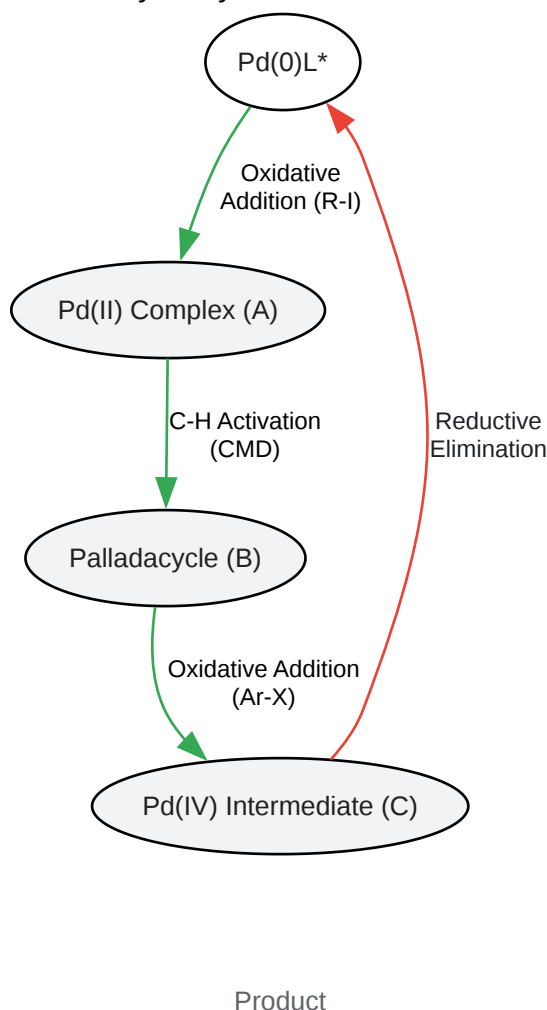 Pd(0)L*
Oxidative
Addition (R-I)
Pd(II) Complex (A)
C-H Activation
(CMD)
Reductive
Elimination
Palladacycle (B)
Oxidative Addition
(Ar-X)
Pd(IV) Intermediate (C)
Product